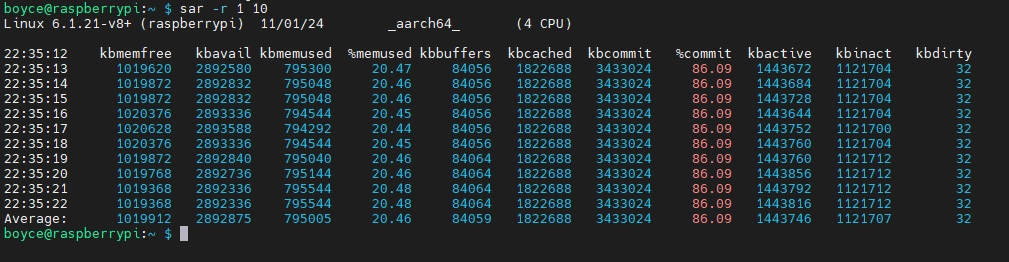 boyce@raspberrypi:~ $ sar -r 1 10
Linux 6.1.21-v8+ (raspberrypi) 11/01/24 _aarch64_ (4 CPU)
22:35:12 kbmemfree kbavail kbmemused %memused kbbuffers kbcached kbcommit %commit kbactive kbinact kbdirty
22:35:13 1019620 2892580 795300 20.47 84056 1822688 3433024 86.09 1443672 1121704 32
22:35:14 1019872 2892832 795048 20.46 84056 1822688 3433024 86.09 1443684 1121704 32
22:35:15 1019872 2892832 795048 20.46 84056 1822688 3433024 86.09 1443728 1121704 32
22:35:16 1020376 2893336 794544 20.45 84056 1822688 3433024 86.09 1443644 1121704 32
22:35:17 1020628 2893588 794292 20.44 84056 1822688 3433024 86.09 1443752 1121700 32
22:35:18 1020376 2893336 794544 20.45 84056 1822688 3433024 86.09 1443760 1121704 32
22:35:19 1019872 2892840 795040 20.46 84064 1822688 3433024 86.09 1443760 1121712 32
22:35:20 1019768 2892736 795144 20.46 84064 1822688 3433024 86.09 1443856 1121712 32
22:35:21 1019368 2892336 795544 20.48 84064 1822688 3433024 86.09 1443792 1121712 32
22:35:22 1019368 2892336 795544 20.48 84064 1822688 3433024 86.09 1443816 1121712 32
Average: 1019912 2892875 795005 20.46 84059 1822688 3433024 86.09 1443746 1121707 32
boyce@raspberrypi:~ $